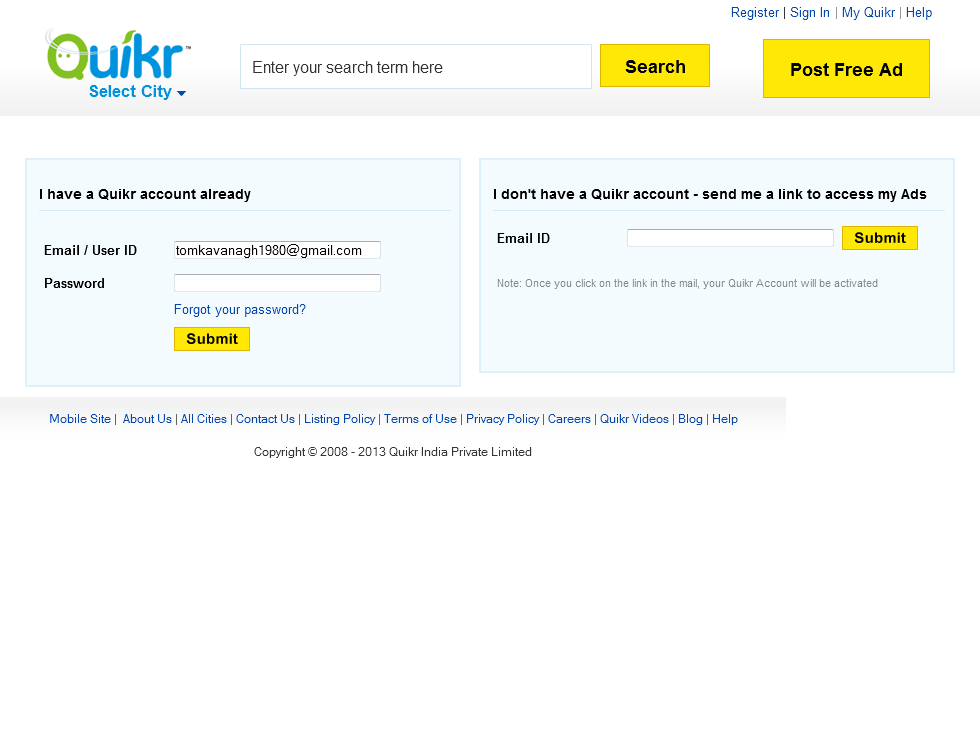 Register | Sign In | My Quikr | Help
Quikr™
Select City
Enter your search term here
Search
Post Free Ad
I have a Quikr account already
Email / User ID
tomkavanagh1980@gmail.com
Password
Forgot your password?
Submit
I don't have a Quikr account - send me a link to access my Ads
Email ID
Submit
Note: Once you click on the link in the mail, your Quikr Account will be activated
Mobile Site | About Us | All Cities | Contact Us | Listing Policy | Terms of Use | Privacy Policy | Careers | Quikr Videos | Blog | Help
Copyright © 2008 - 2013 Quikr India Private Limited